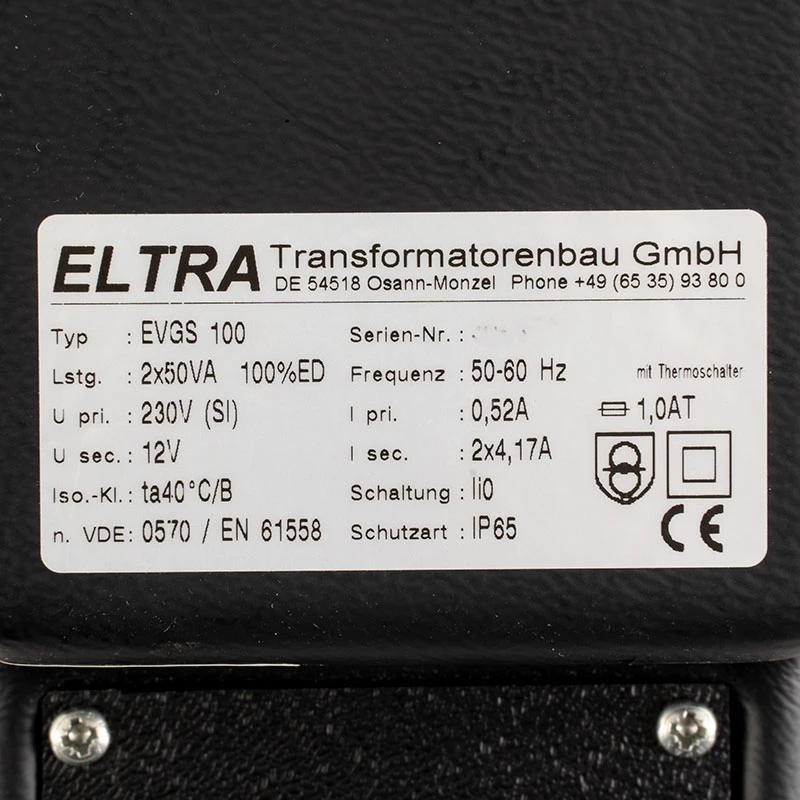 ELTRA Transformatorenbau GmbH
DE 54518 Osann-Monzel Phone +49 (65 35) 93 80 0
Typ : EVGS 100 Serien-Nr. :
Lstg. : 2x50VA 100%ED Frequenz : 50-60 Hz mit Thermoschalter
U pri. : 230V (SI) I pri. : 0,52A 1,0AT
U sec. : 12V I sec. : 2x4,17A
Iso.-Kl. : ta40°C/B Schaltung : Ii0
n. VDE: 0570 / EN 61558 Schutzart : IP65
CE